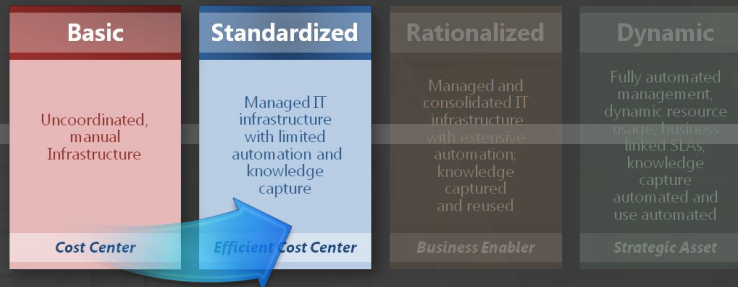 Basic
Uncoordinated,
manual
Infrastructure
Cost Center
Standardized
Managed IT
infrastructure
with limited
automation and
knowledge
capture
Efficient Cost Center
Rationalized
Managed and
consolidated IT
infrastructure
with extensive
automation;
knowledge
captured
and reused
Business Enabler
Dynamic
Fully automated
management,
dynamic resource
usage, business
linked SLAs,
knowledge
capture
automated and
use automated
Strategic Asset